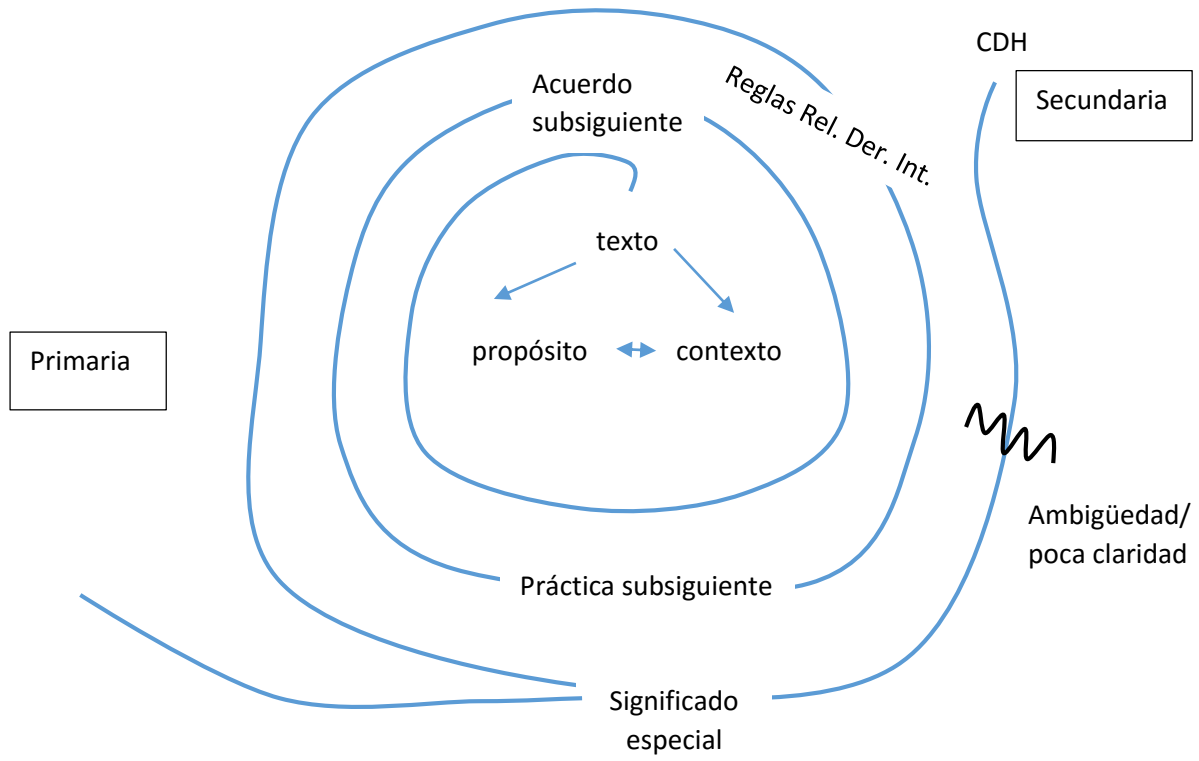 CDH
Secundaria
Acuerdo
subsiguiente
Reglas Rel. Der. Int.
texto
propósito
contexto
Primaria
Ambigüedad/
poca claridad
Práctica subsiguiente
Significado
especial